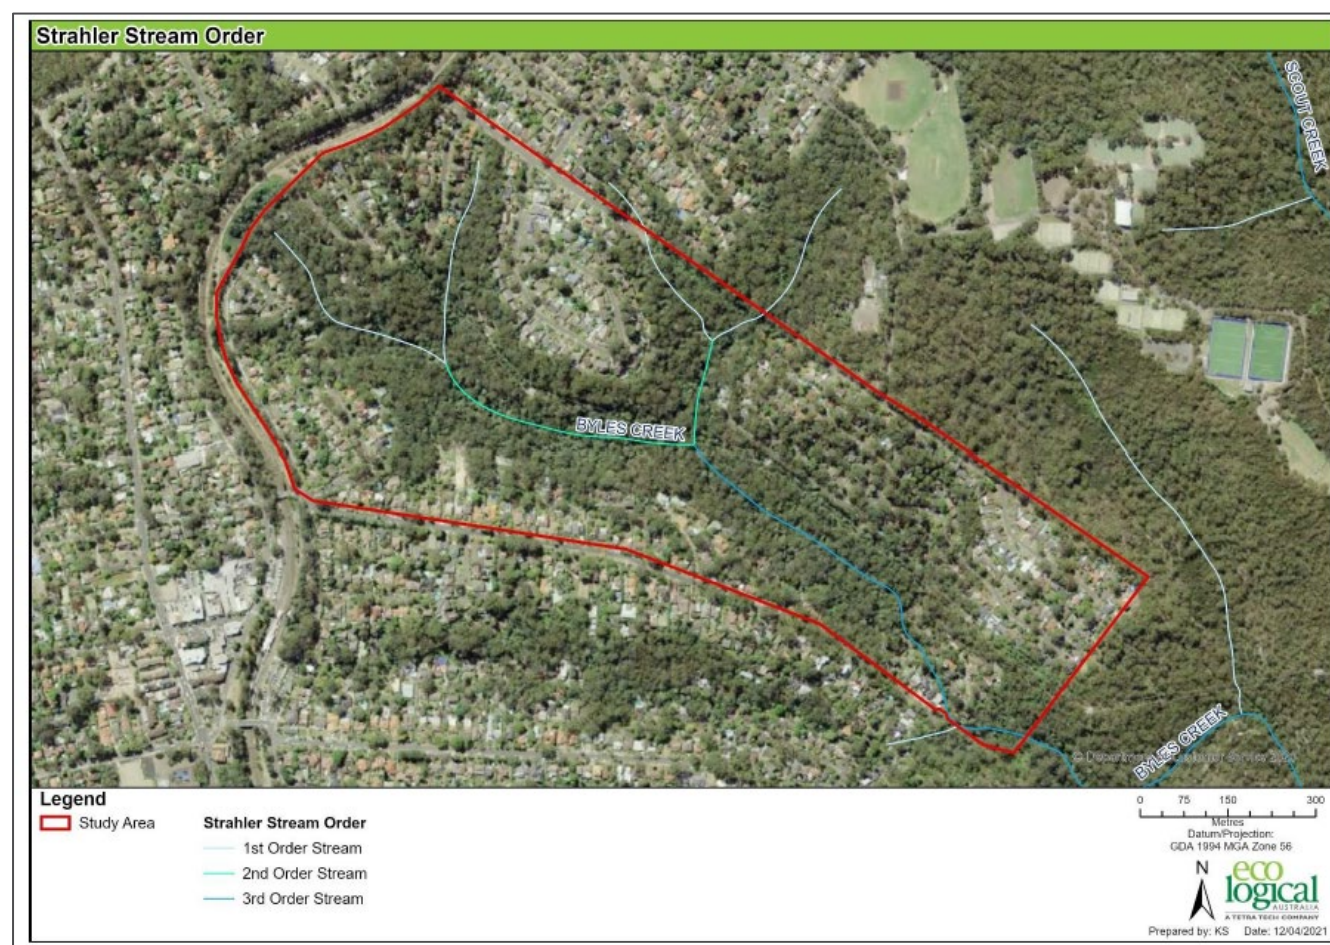 Strahler Stream Order
SCOUT CREEK
BYLES CREEK
BYLES CREEK
Legend
Study Area
Strahler Stream Order
1st Order Stream
2nd Order Stream
3rd Order Stream
0 75 150 300
Metres
Datum/Projection:
GDA 1994 MGA Zone 56
N
eco
logical
AUSTRALIA
A TETRA TECH COMPANY
Prepared by: KS Date: 12/04/2021